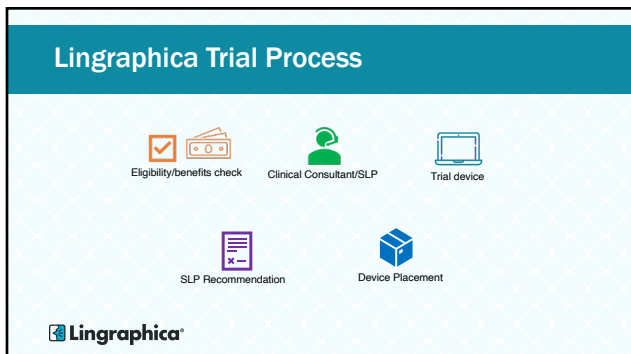 Lingraphica Trial Process
Eligibility/benefits check
Clinical Consultant/SLP
Trial device
SLP Recommendation
Device Placement
Lingraphica®